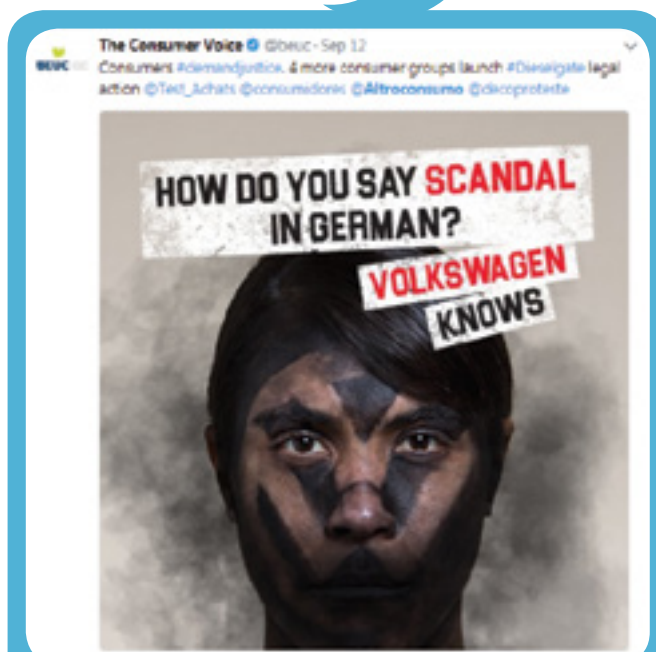 The Consumer Voice @beuc · Sep 12
BEUC
Consumers #demandjustice. 4 more consumer groups launch #Dieselgate legal
action @Test_Achats @consumidores @Altroconsumo @decoproteste
HOW DO YOU SAY SCANDAL
IN GERMAN?
VOLKSWAGEN
KNOWS